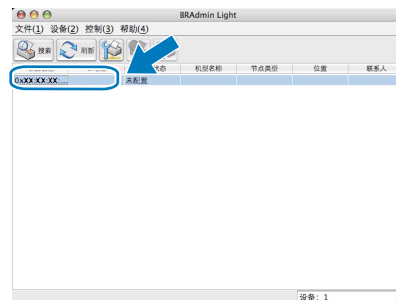 BRAdmin Light
文件(1) 设备(2) 控制(3) 帮助(4)
搜索 刷新
状态 机型名称 节点类型 位置 联系人
0xXX:XX:XX:... 未配置
设备: 1